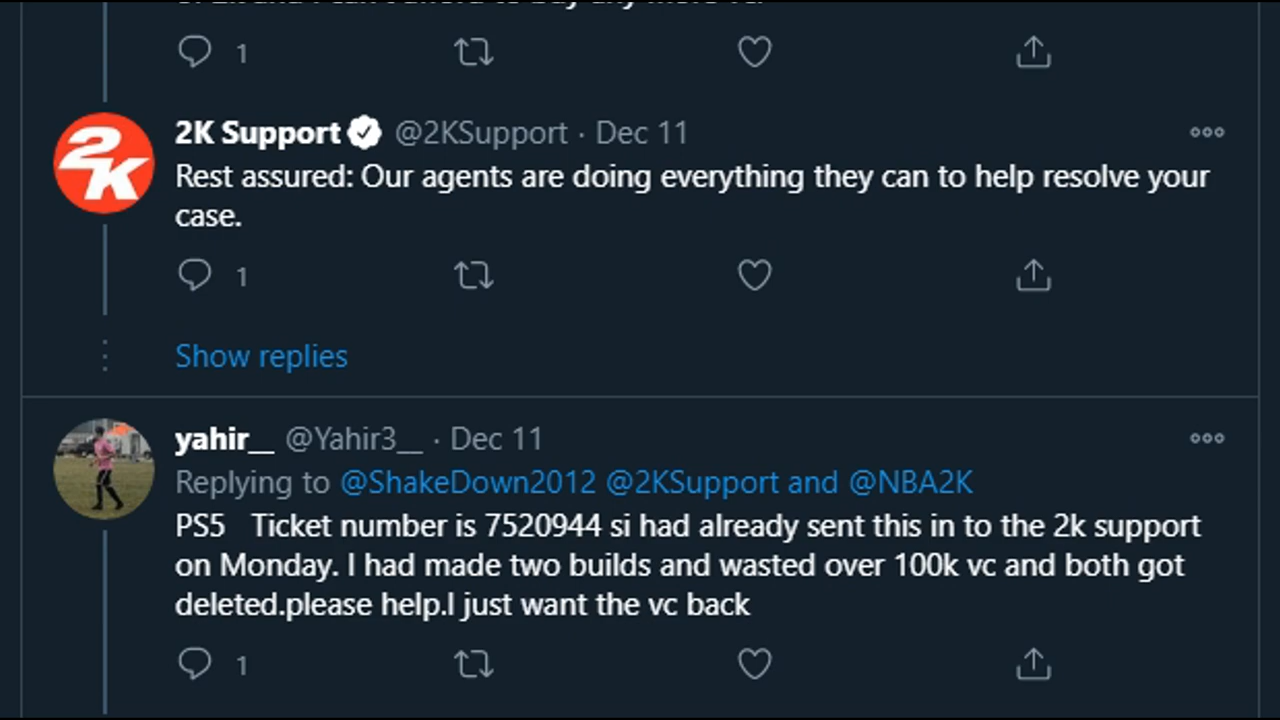 1
2K Support @2KSupport · Dec 11
Rest assured: Our agents are doing everything they can to help resolve your
case.
1
Show replies
yahir__ @Yahir3__ · Dec 11
Replying to @ShakeDown2012 @2KSupport and @NBA2K
PS5 Ticket number is 7520944 si had already sent this in to the 2k support
on Monday. I had made two builds and wasted over 100k vc and both got
deleted.please help.I just want the vc back
1